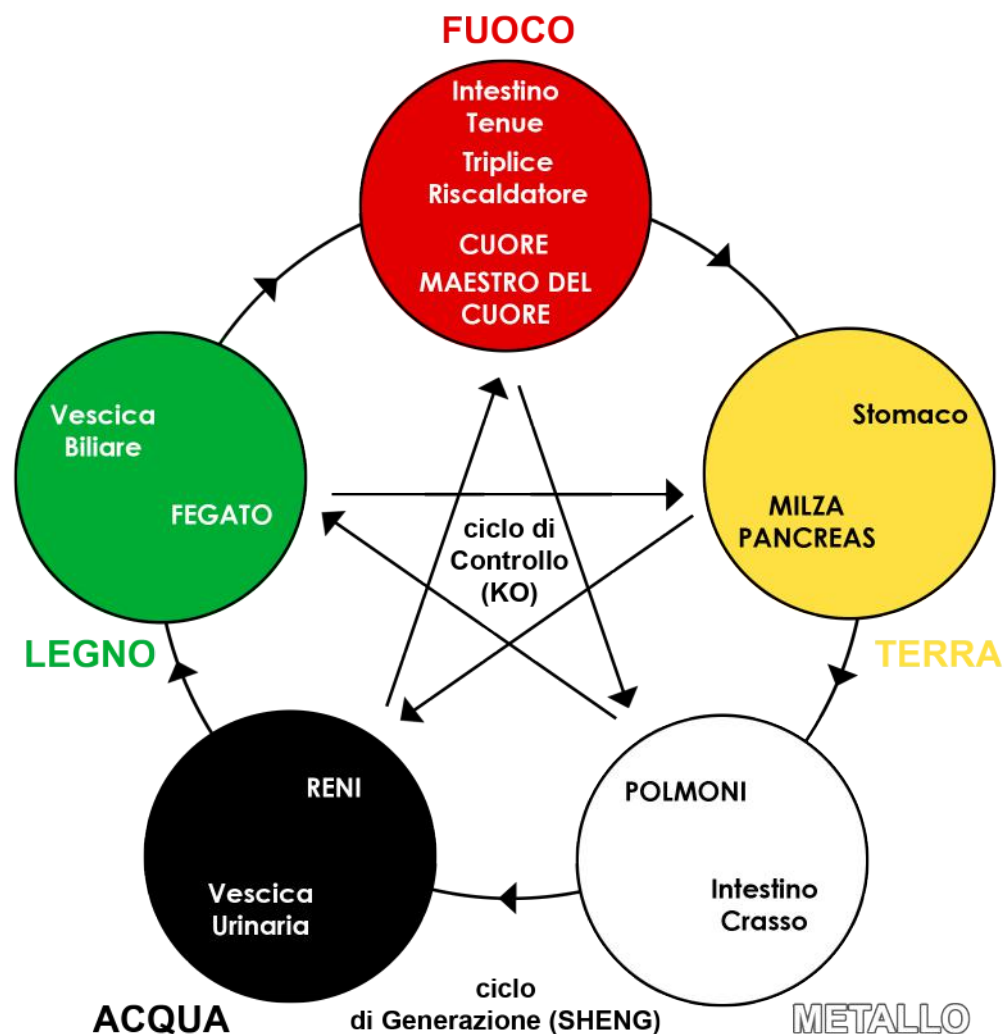 FUOCO
Intestino
Tenue
Triplice
Riscaldatore
CUORE
MAESTRO DEL
CUORE
Vescica
Biliare
FEGATO
LEGNO
Stomaco
MILZA
PANCREAS
TERRA
ciclo di
Controllo
(KO)
RENI
Vescica
Urinaria
ACQUA
POLMONI
Intestino
Crasso
METALLO
ciclo
di Generazione (SHENG)